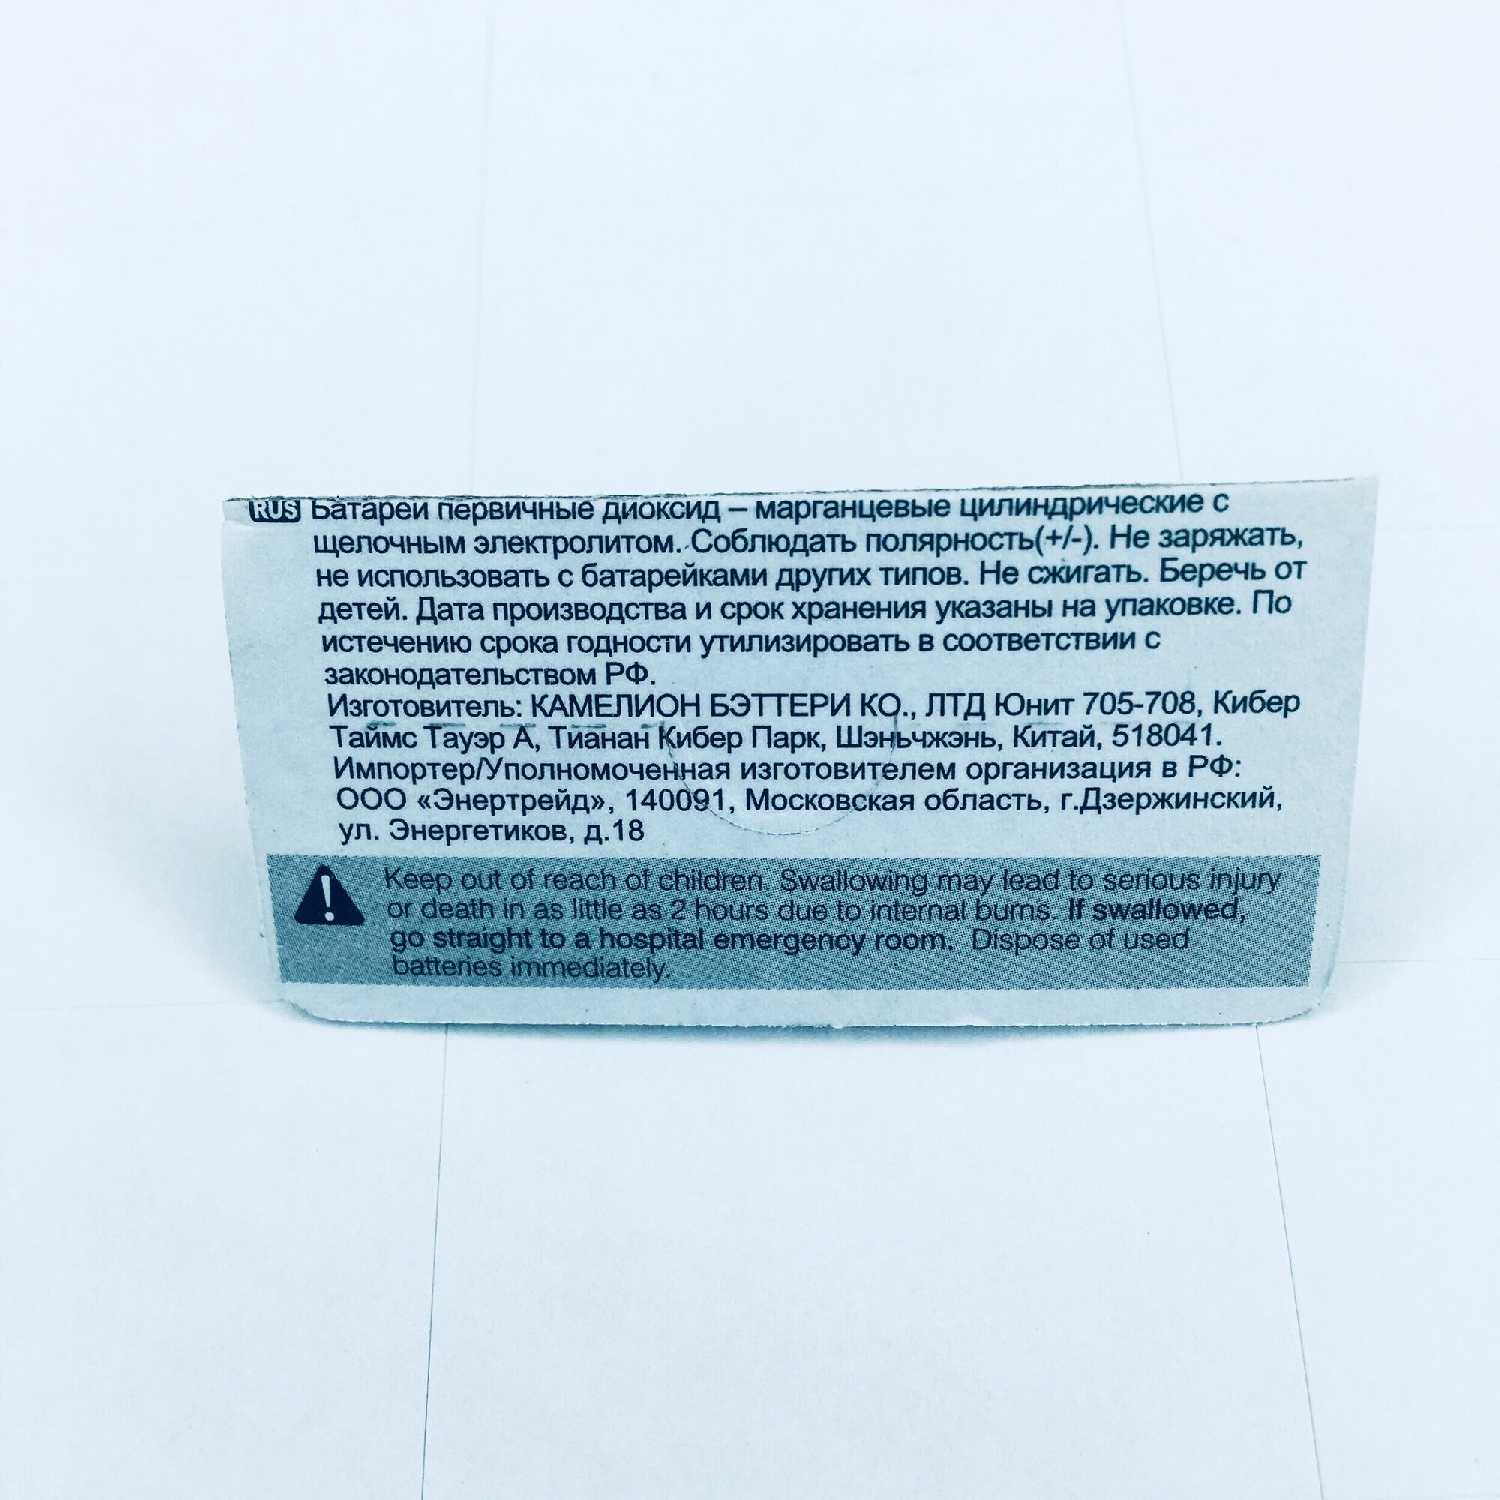 RUS Батареи первичные диоксид – марганцевые цилиндрические с
щелочным электролитом. Соблюдать полярность(+/-). Не заряжать,
не использовать с батарейками других типов. Не сжигать. Беречь от
детей. Дата производства и срок хранения указаны на упаковке. По
истечению срока годности утилизировать в соответствии с
законодательством РФ.
Изготовитель: КАМЕЛИОН БЭТТЕРИ КО., ЛТД Юнит 705-708, Кибер
Таймс Тауэр А, Тианан Кибер Парк, Шэньчжэнь, Китай, 518041.
Импортер/Уполномоченная изготовителем организация в РФ:
ООО «Энертрейд», 140091, Московская область, г.Дзержинский,
ул. Энергетиков, д.18
Keep out of reach of children. Swallowing may lead to serious injury
or death in as little as 2 hours due to internal burns. If swallowed,
go straight to a hospital emergency room. Dispose of used
batteries immediately.